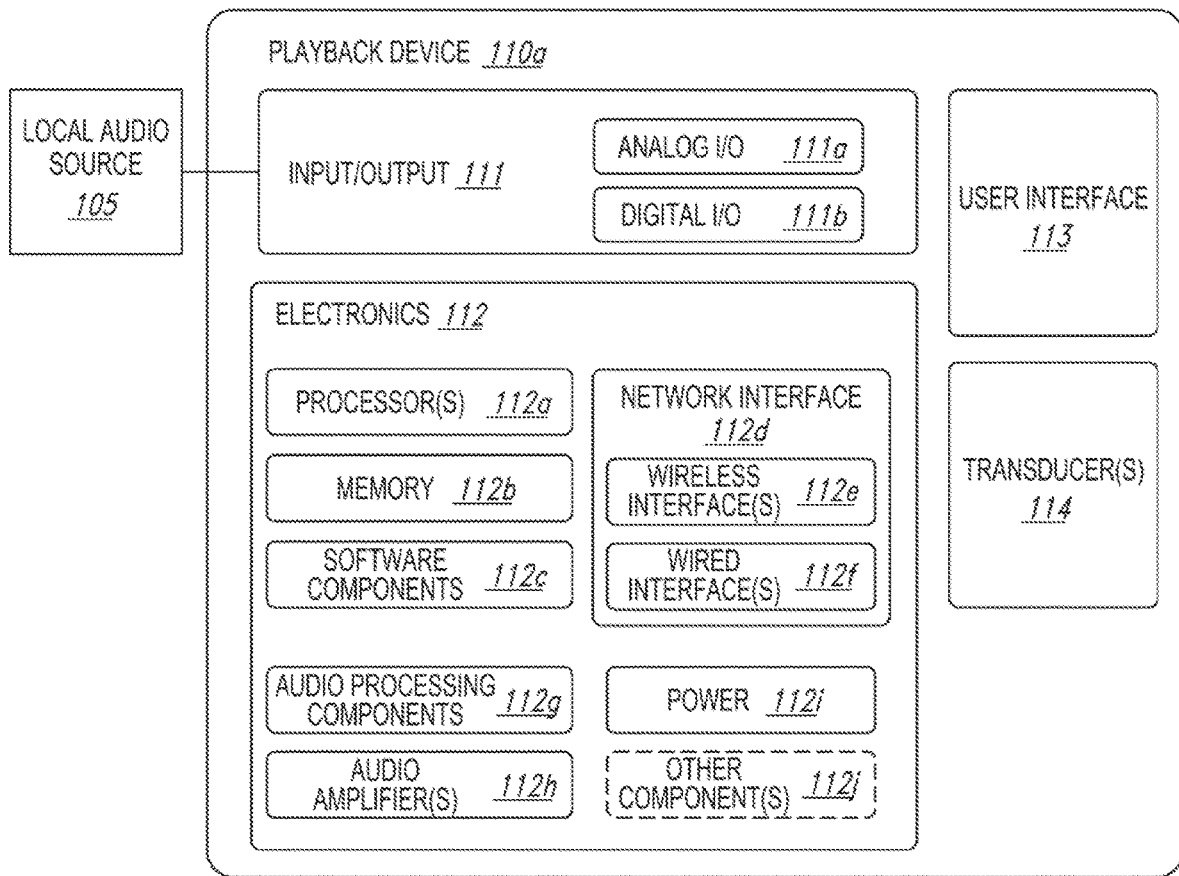 PLAYBACK DEVICE 110a
LOCAL AUDIO
SOURCE
105
INPUT/OUTPUT 111
ANALOG I/O 111a
DIGITAL I/O 111b
USER INTERFACE
113
ELECTRONICS 112
PROCESSOR(S) 112a
MEMORY 112b
SOFTWARE
COMPONENTS 112c
NETWORK INTERFACE
112d
WIRELESS
INTERFACE(S) 112e
WIRED
INTERFACE(S) 112f
TRANSDUCER(S)
114
AUDIO PROCESSING
COMPONENTS 112g
POWER 112i
AUDIO
AMPLIFIER(S) 112h
OTHER
COMPONENT(S) 112j